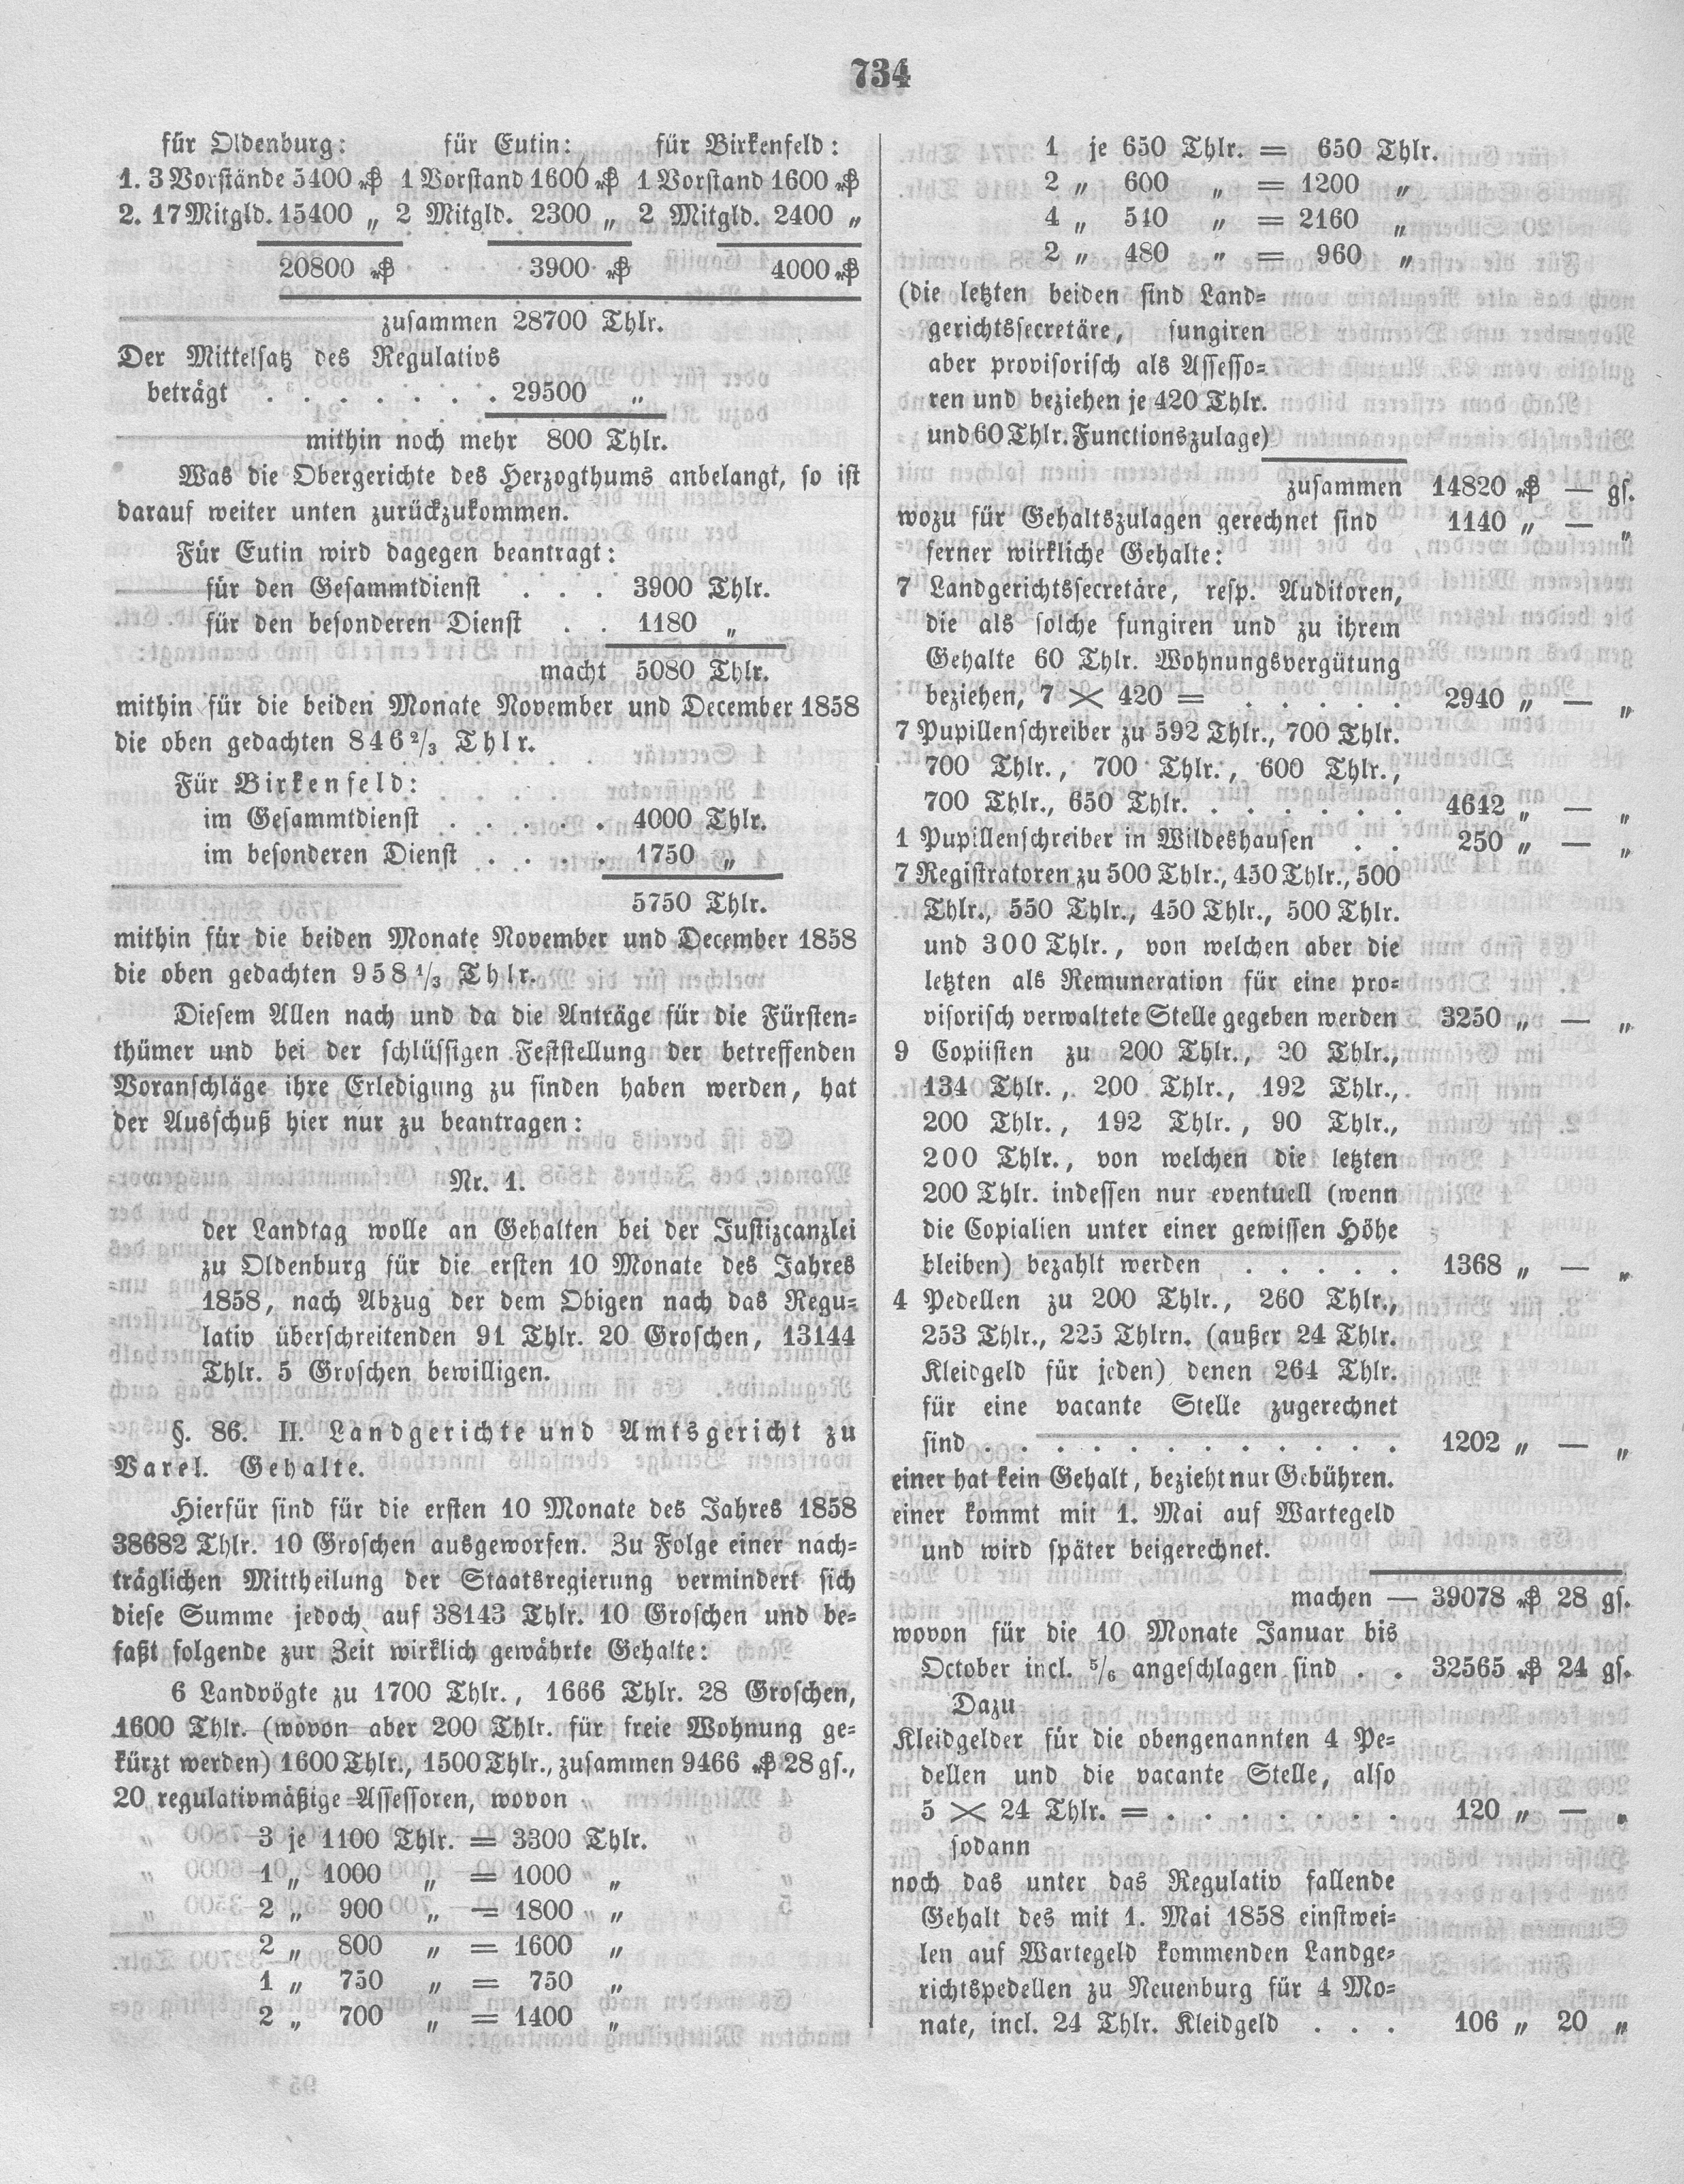 734
für Oldenburg: für Eutin: für Birkenfeld:
1. 3 Vorstände 5400 ₰ 1 Vorstand 1600 ₰ 1 Vorstand 1600 ₰
2. 17 Mitgld. 15400 „ 2 Mitgld. 2300 „ 2 Mitgld. 2400 „
20800 ₰ 3900 ₰ 4000 ₰
zusammen 28700 Thlr.
Der Mittelsatz des Regulativs
beträgt . . . . . . . 29500 „
mithin noch mehr 800 Thlr.
Was die Obergerichte des Herzogthums anbelangt, so ist
darauf weiter unten zurückzukommen.
Für Eutin wird dagegen beantragt:
für den Gesammtdienst . . . 3900 Thlr.
für den besonderen Dienst . . 1180 „
macht 5080 Thlr.
mithin für die beiden Monate November und December 1858
die oben gedachten 846 2/3 Thlr.
Für Birkenfeld:
im Gesammtdienst . . . . . 4000 Thlr.
im besonderen Dienst . . . . 1750 „
5750 Thlr.
mithin für die beiden Monate November und December 1858
die oben gedachten 958 1/3 Thlr.
Diesem Allen nach und da die Anträge für die Fürsten=
thümer und bei der schlüssigen Feststellung der betreffenden
Voranschläge ihre Erledigung zu finden haben werden, hat
der Ausschuß hier nur zu beantragen:
Nr. 1.
der Landtag wolle an Gehalten bei der Justizcanzlei
zu Oldenburg für die ersten 10 Monate des Jahres
1858, nach Abzug der dem Obigen nach das Regu=
lativ überschreitenden 91 Thlr. 20 Groschen, 13144
Thlr. 5 Groschen bewilligen.
§. 86. II. Landgerichte und Amtsgericht zu
Varel. Gehalte.
Hierfür sind für die ersten 10 Monate des Jahres 1858
38682 Thlr. 10 Groschen ausgeworfen. Zu Folge einer nach=
träglichen Mittheilung der Staatsregierung vermindert sich
diese Summe jedoch auf 38143 Thlr. 10 Groschen und be=
faßt folgende zur Zeit wirklich gewährte Gehalte:
6 Landvögte zu 1700 Thlr., 1666 Thlr. 28 Groschen,
1600 Thlr. (wovon aber 200 Thlr. für freie Wohnung ge=
kürzt werden) 1600 Thlr., 1500 Thlr., zusammen 9466 ₰ 28 gs.,
20 regulativmäßige Assessoren, wovon
3 je 1100 Thlr. = 3300 Thlr.
1 „ 1000 „ = 1000 „
2 „ 900 „ = 1800 „
2 „ 800 „ = 1600 „
1 „ 750 „ = 750 „
2 „ 700 „ = 1400 „
1 je 650 Thlr. = 650 Thlr.
2 „ 600 „ = 1200 „
4 „ 540 „ = 2160 „
2 „ 480 „ = 960 „
(die letzten beiden sind Land=
gerichtssecretäre, fungiren
aber provisorisch als Assesso=
ren und beziehen je 420 Thlr.
und 60 Thlr. Functionszulage)
zusammen 14820 ₰ — gs.
wozu für Gehaltszulagen gerechnet sind 1140 „ — „
ferner wirkliche Gehalte:
7 Landgerichtssecretäre, resp. Auditoren,
die als solche fungiren und zu ihrem
Gehalte 60 Thlr. Wohnungsvergütung
beziehen, 7 × 420 = . . . . . 2940 „ — „
7 Pupillenschreiber zu 592 Thlr., 700 Thlr.
700 Thlr., 700 Thlr., 600 Thlr.,
700 Thlr., 650 Thlr. . . . . . . 4642 „ — „
1 Pupillenschreiber in Wildeshausen . . 250 „ — „
7 Registratoren zu 500 Thlr., 450 Thlr., 500
Thlr., 550 Thlr., 450 Thlr., 500 Thlr.
und 300 Thlr., von welchen aber die
letzten als Remuneration für eine pro=
visorisch verwaltete Stelle gegeben werden 3250 „ — „
9 Copiisten zu 200 Thlr., 20 Thlr.,
134 Thlr., 200 Thlr., 192 Thlr.,
200 Thlr., 192 Thlr., 90 Thlr.,
200 Thlr., von welchen die letzten
200 Thlr. indessen nur eventuell (wenn
die Copialien unter einer gewissen Höhe
bleiben) bezahlt werden . . . . . 1368 „ — „
4 Pedellen zu 200 Thlr., 260 Thlr.,
253 Thlr., 225 Thlrn. (außer 24 Thlr.
Kleidgeld für jeden) denen 264 Thlr.
für eine vacante Stelle zugerechnet
sind . . . . . . . . . . . . 1202 „ — „
einer hat kein Gehalt, bezieht nur Gebühren.
einer kommt mit 1. Mai auf Wartegeld
und wird später beigerechnet.
machen — 39078 ₰ 28 gs.
wovon für die 10 Monate Januar bis
October incl. 5/6 angeschlagen sind . . 32565 ₰ 24 gs.
Dazu
Kleidgelder für die obengenannten 4 Pe=
dellen und die vacante Stelle, also
5 × 24 Thlr. = . . . . . . . 120 „ — „
sodann
noch das unter das Regulativ fallende
Gehalt des mit 1. Mai 1858 einstwei=
len auf Wartegeld kommenden Landge=
richtspedellen zu Neuenburg für 4 Mo=
nate, incl. 24 Thlr. Kleidgeld . . . 106 „ 20 „